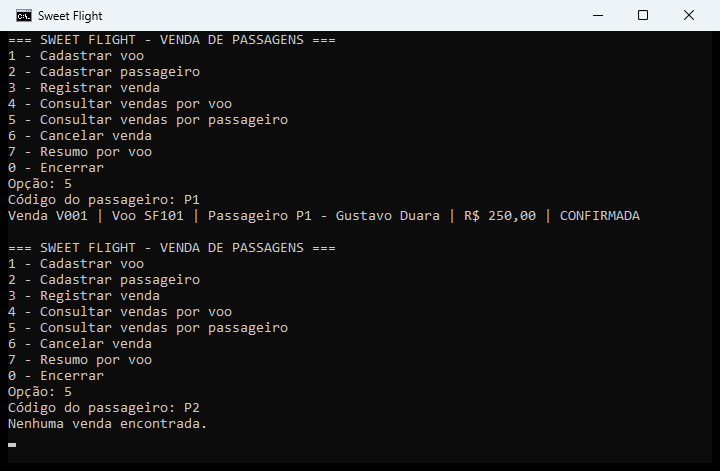 Sweet Flight
=== SWEET FLIGHT - VENDA DE PASSAGENS ===
1 - Cadastrar voo
2 - Cadastrar passageiro
3 - Registrar venda
4 - Consultar vendas por voo
5 - Consultar vendas por passageiro
6 - Cancelar venda
7 - Resumo por voo
0 - Encerrar
Opção: 5
Código do passageiro: P1
Venda V001 | Voo SF101 | Passageiro P1 - Gustavo Duara | R$ 250,00 | CONFIRMADA
=== SWEET FLIGHT - VENDA DE PASSAGENS ===
1 - Cadastrar voo
2 - Cadastrar passageiro
3 - Registrar venda
4 - Consultar vendas por voo
5 - Consultar vendas por passageiro
6 - Cancelar venda
7 - Resumo por voo
0 - Encerrar
Opção: 5
Código do passageiro: P2
Nenhuma venda encontrada.